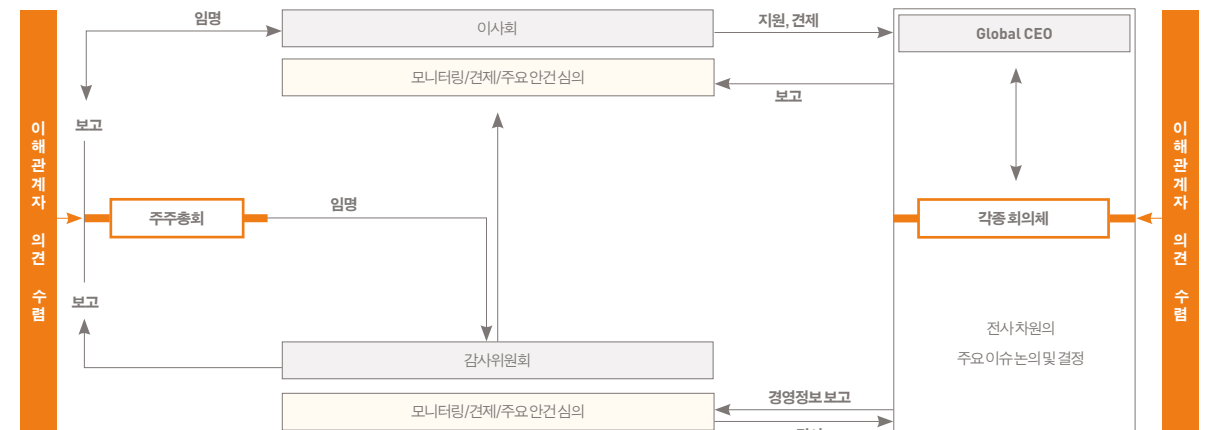 임명
이사회
지원, 견제
Global CEO
모니터링/견제/주요 안건 심의
보고
보고
이해관계자 의견 수렴
주주총회
임명
각종 회의체
이해관계자 의견 수렴
보고
전사 차원의
주요 이슈 논의 및 결정
감사위원회
경영정보 보고
모니터링/견제/주요 안건 심의